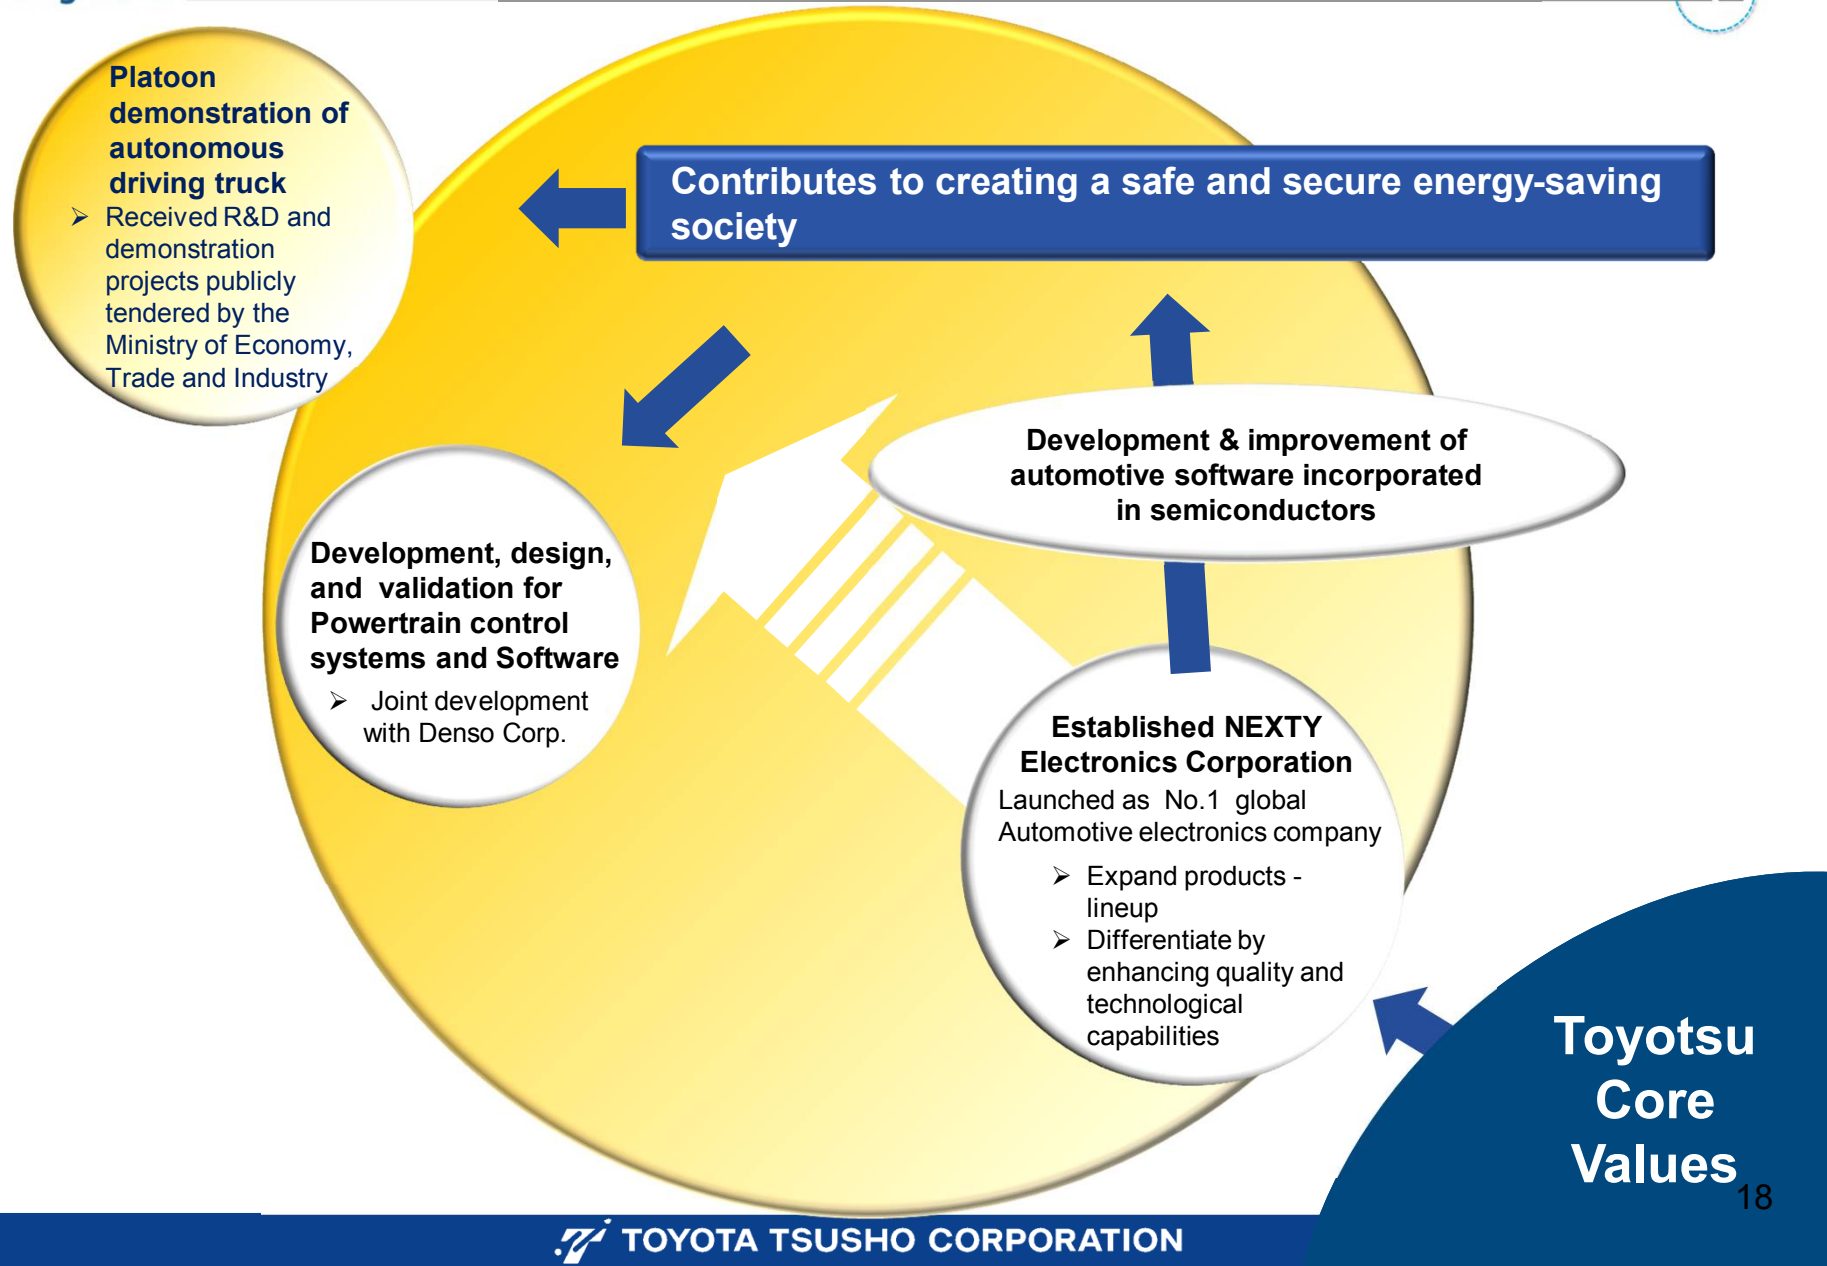 Platoon
demonstration of
autonomous
driving truck
➢ Received R&D and
demonstration
projects publicly
tendered by the
Ministry of Economy,
Trade and Industry
Contributes to creating a safe and secure energy-saving
society
Development & improvement of
automotive software incorporated
in semiconductors
Development, design,
and validation for
Powertrain control
systems and Software
➢ Joint development
with Denso Corp.
Established NEXTY
Electronics Corporation
Launched as No.1 global
Automotive electronics company
➢ Expand products -
lineup
➢ Differentiate by
enhancing quality and
technological
capabilities
Toyotsu
Core
Values
18
TOYOTA TSUSHO CORPORATION